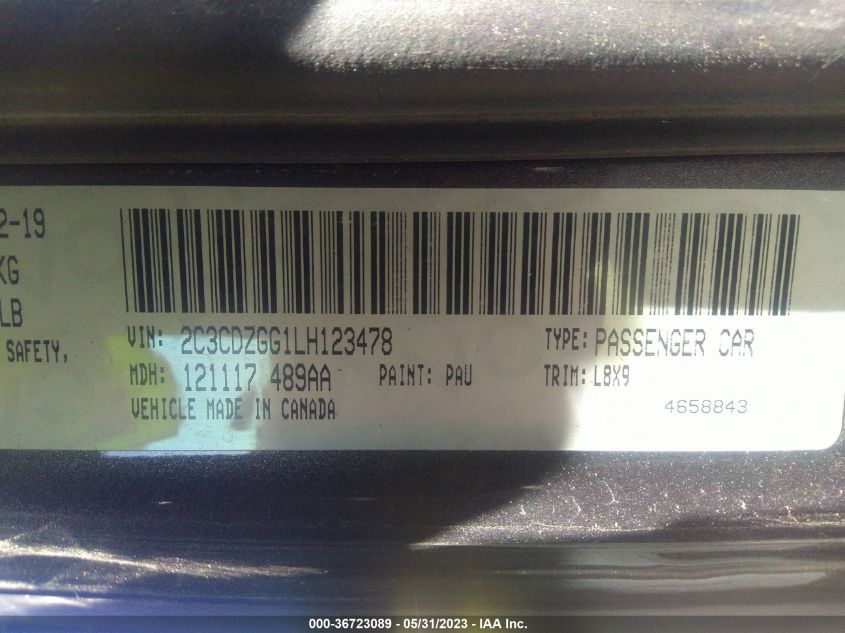 2-19
KG
LB
SAFETY,
VIN: 2C3CDZGG1LH123478 TYPE: PASSENGER CAR
MDH: 121117 489AA PAINT: PAU TRIM: L8X9
VEHICLE MADE IN CANADA 4658843
000-36723089 - 05/31/2023 - IAA Inc.